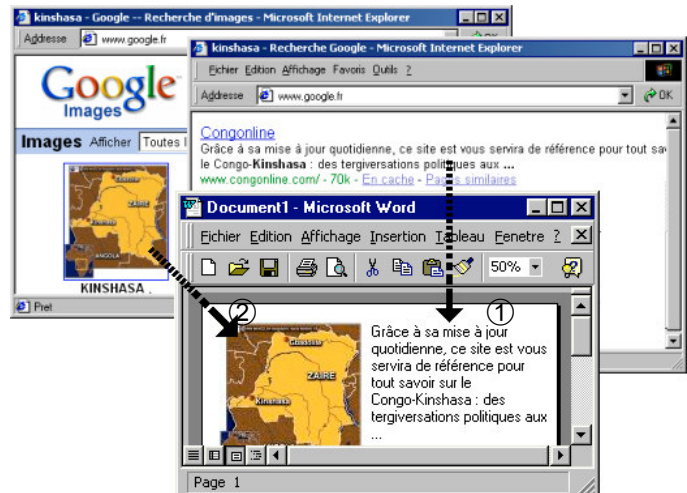 kinshasa - Google -- Recherche d'images - Microsoft Internet Explorer
Addresse www.google.fr
Google
Images
Images Afficher Toutes l
ZAIRE
ANGOLA
KINSHASA .
Pret
kinshasa - Recherche Google - Microsoft Internet Explorer
Fichier Edition Affichage Favoris Outils ?
Addresse www.google.fr OK
Congonline
Grâce à sa mise à jour quotidienne, ce site est vous servira de référence pour tout sa
le Congo-Kinshasa : des tergiversations politiques aux ...
www.congonline.com/ - 70k - En cache - Pages similaires
Document1 - Microsoft Word
Fichier Edition Affichage Insertion Tableau Fenetre ?
50%
② ①
Gbadolite
ZAIRE
Kinshasa
Grâce à sa mise à jour
quotidienne, ce site est vous
servira de référence pour
tout savoir sur le
Congo-Kinshasa : des
tergiversations politiques aux
...
Page 1